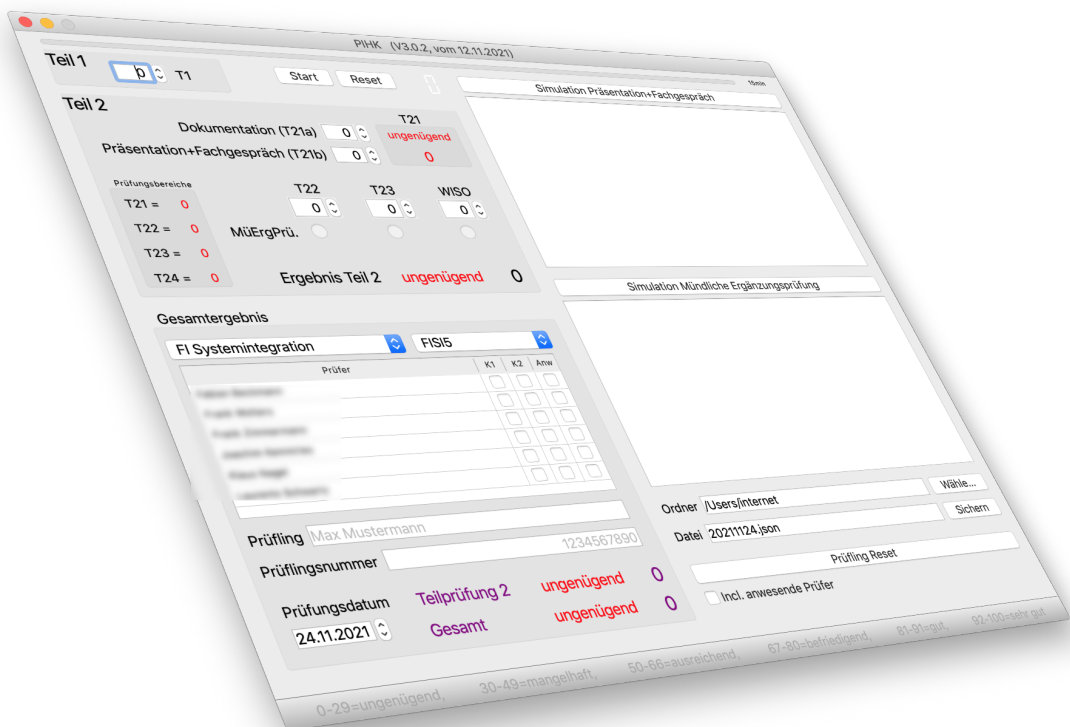 PIHK (V3.0.2, vom 12.11.2021)
15min
Teil 1 0 T1 Start Reset
Simulation Präsentation+Fachgespräch
Teil 2
T21
Dokumentation (T21a) 0 ungenügend
Präsentation+Fachgespräch (T21b) 0 0
Prüfungsbereiche
T21 = 0
T22 = 0
T23 = 0
T24 = 0
T22 T23 WISO
0 0 0
MüErgPrü.
Ergebnis Teil 2 ungenügend 0
Simulation Mündliche Ergänzungsprüfung
Gesamtergebnis
FI Systemintegration FISI5
Prüfer K1 K2 Anw
Prüfling Max Mustermann
Prüflingsnummer 1234567890
Prüfungsdatum
24.11.2021
Teilprüfung 2 ungenügend 0
Gesamt ungenügend 0
Ordner /Users/internet Wähle...
Datei 20211124.json Sichern
Prüfling Reset
Incl. anwesende Prüfer
0-29=ungenügend, 30-49=mangelhaft, 50-66=ausreichend, 67-80=befriedigend, 81-91=gut, 92-100=sehr gut